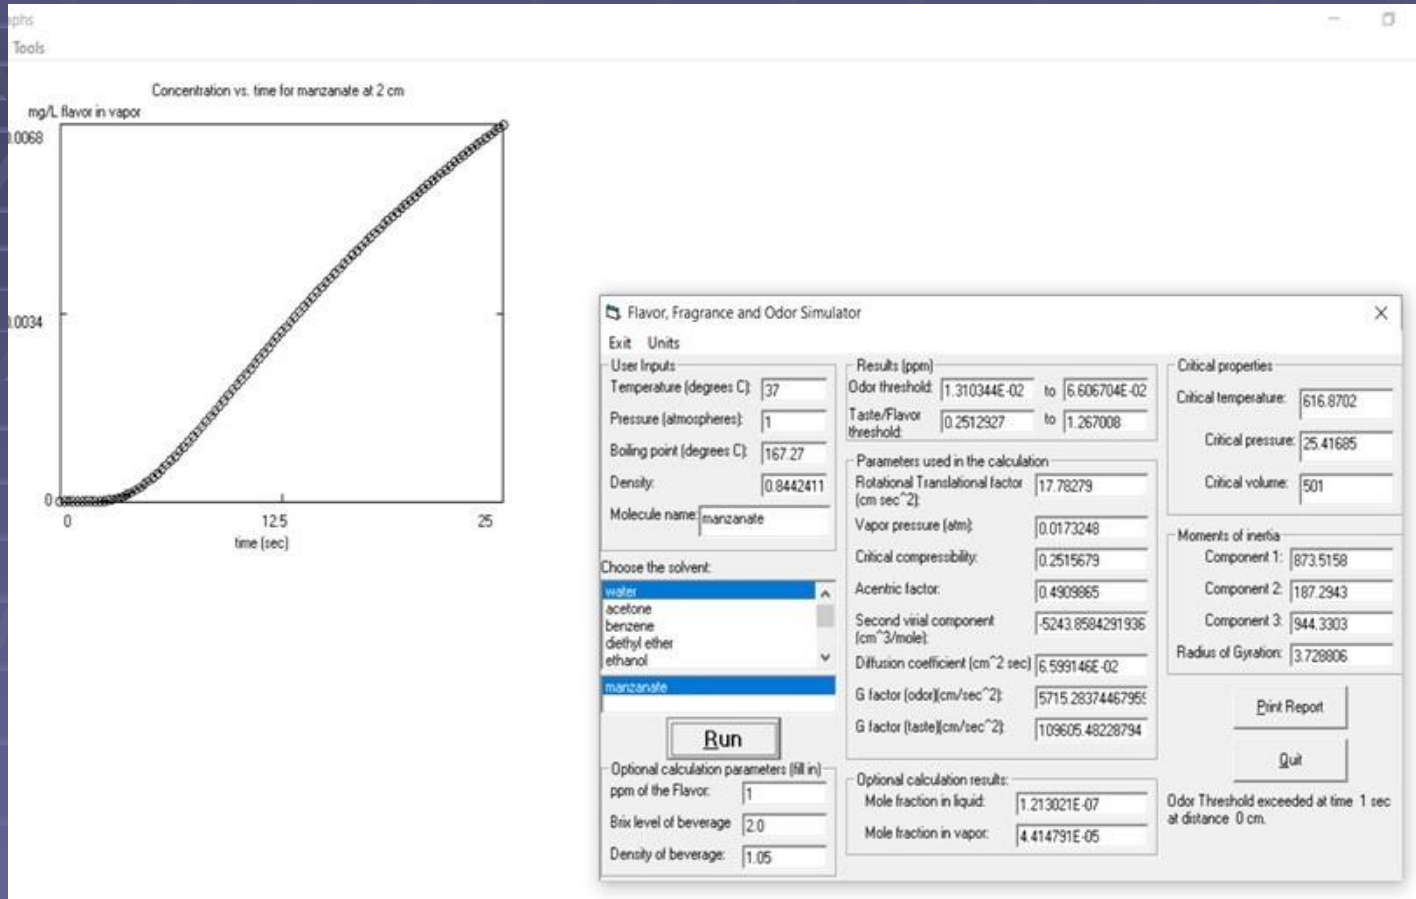 phs
Tools
Concentration vs. time for manzanate at 2 cm
mg/L flavor in vapor
0.0068
0.0034
0
0 12.5 25
time (sec)
Flavor, Fragrance and Odor Simulator
Exit Units
User Inputs
Temperature (degrees C): 37
Pressure (atmospheres): 1
Boiling point (degrees C): 167.27
Density: 0.8442411
Molecule name: manzanate
Choose the solvent:
water
acetone
benzene
diethyl ether
ethanol
manzanate
Run
Optional calculation parameters (fill in)
ppm of the Flavor: 1
Brix level of beverage 2.0
Density of beverage: 1.05
Results (ppm)
Odor threshold: 1.310344E-02 to 6.606704E-02
Taste/Flavor
threshold: 0.2512927 to 1.267008
Parameters used in the calculation
Rotational Translational factor
(cm sec^2): 17.78279
Vapor pressure (atm): 0.0173248
Critical compressibility: 0.2515679
Acentric factor: 0.4909865
Second virial component
(cm^3/mole): -5243.8584291936
Diffusion coefficient (cm^2 sec) 6.599146E-02
G factor (odor)(cm/sec^2): 5715.2837446795
G factor (taste)(cm/sec^2): 109605.48228794
Optional calculation results:
Mole fraction in liquid: 1.213021E-07
Mole fraction in vapor: 4.414791E-05
Critical properties
Critical temperature: 616.8702
Critical pressure: 25.41685
Critical volume: 501
Moments of inertia
Component 1: 873.5158
Component 2: 187.2943
Component 3: 944.3303
Radius of Gyration: 3.728806
Print Report
Quit
Odor Threshold exceeded at time 1 sec
at distance 0 cm.